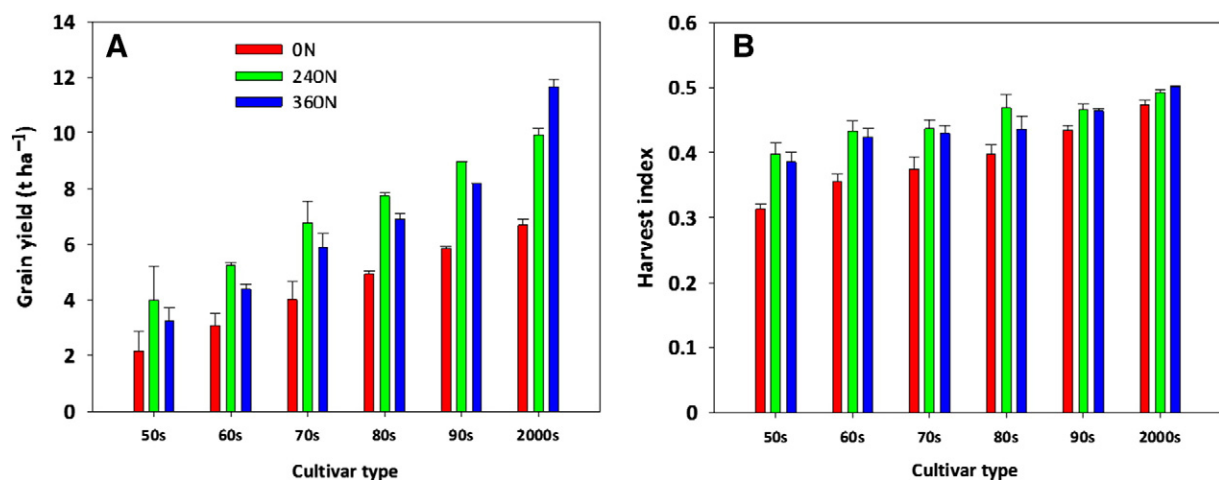 A
0N
240N
360N
Grain yield (t ha⁻¹)
14
12
10
8
6
4
2
0
50s 60s 70s 80s 90s 2000s
Cultivar type
B
Harvest index
0.6
0.5
0.4
0.3
0.2
0.1
0
50s 60s 70s 80s 90s 2000s
Cultivar type